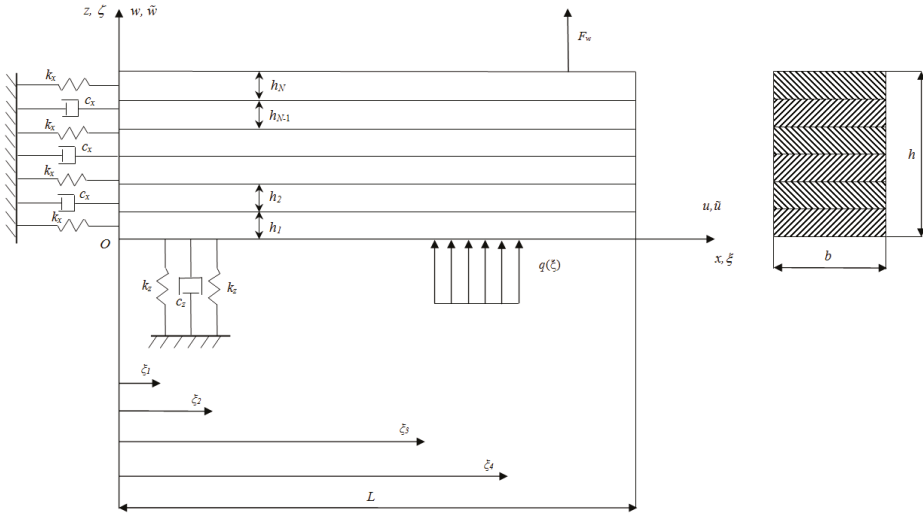 z, ζ
w, w̃
F_w
k_x
c_x
h_N
k_x
h_{N-1}
c_x
k_x
c_x
h_2
k_x
h_1
h
u, ũ
O
x, ξ
b
k_z
c_z
k_z
q(ξ)
ξ_1
ξ_2
ξ_3
ξ_4
L